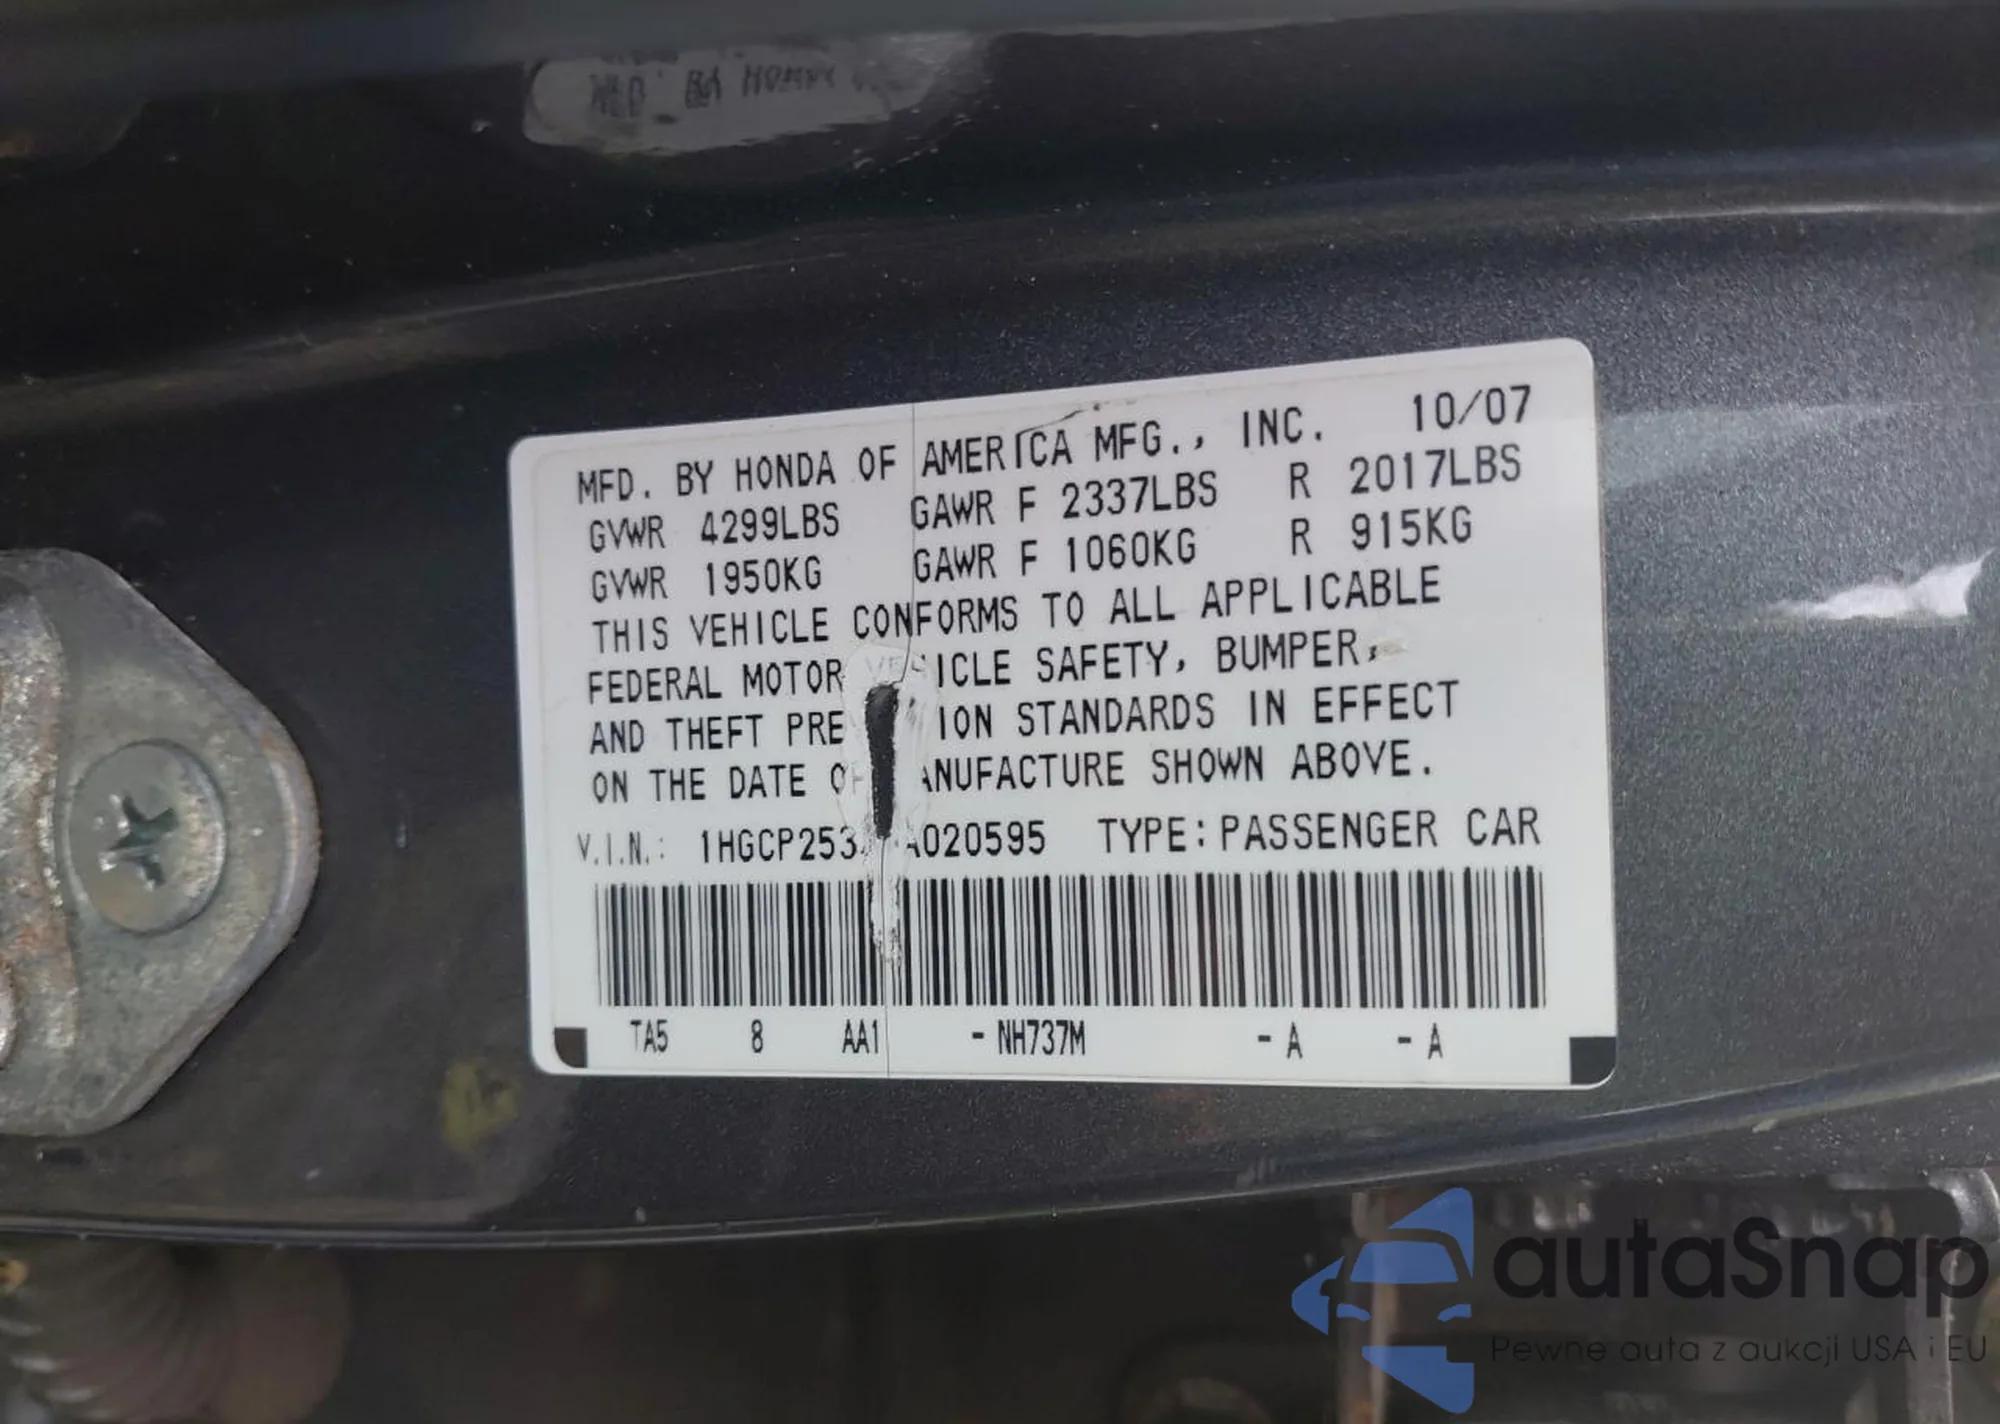 MFD. BY HONDA OF AMERICA MFG., INC. 10/07
GVWR 4299LBS GAWR F 2337LBS R 2017LBS
GVWR 1950KG GAWR F 1060KG R 915KG
THIS VEHICLE CONFORMS TO ALL APPLICABLE
FEDERAL MOTOR VEHICLE SAFETY, BUMPER,
AND THEFT PRE ION STANDARDS IN EFFECT
ON THE DATE OF ANUFACTURE SHOWN ABOVE.
V.I.N.: 1HGCP253 A020595 TYPE:PASSENGER CAR
TA5 8 AA1 - NH737M - A - A
autaSnap
Pewne auta z aukcji USA i EU